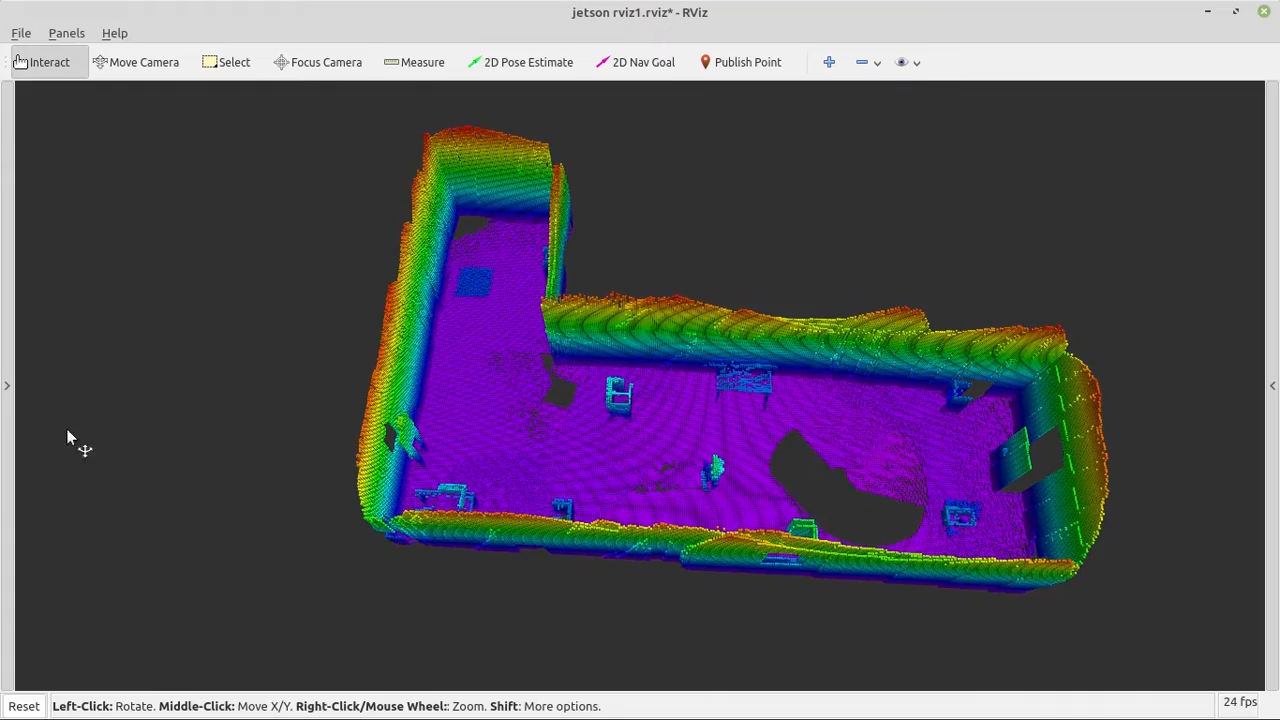 jetson rviz1.rviz* - RViz
File Panels Help
Interact Move Camera Select Focus Camera Measure 2D Pose Estimate 2D Nav Goal Publish Point
Reset Left-Click: Rotate. Middle-Click: Move X/Y. Right-Click/Mouse Wheel:: Zoom. Shift: More options. 24 fps